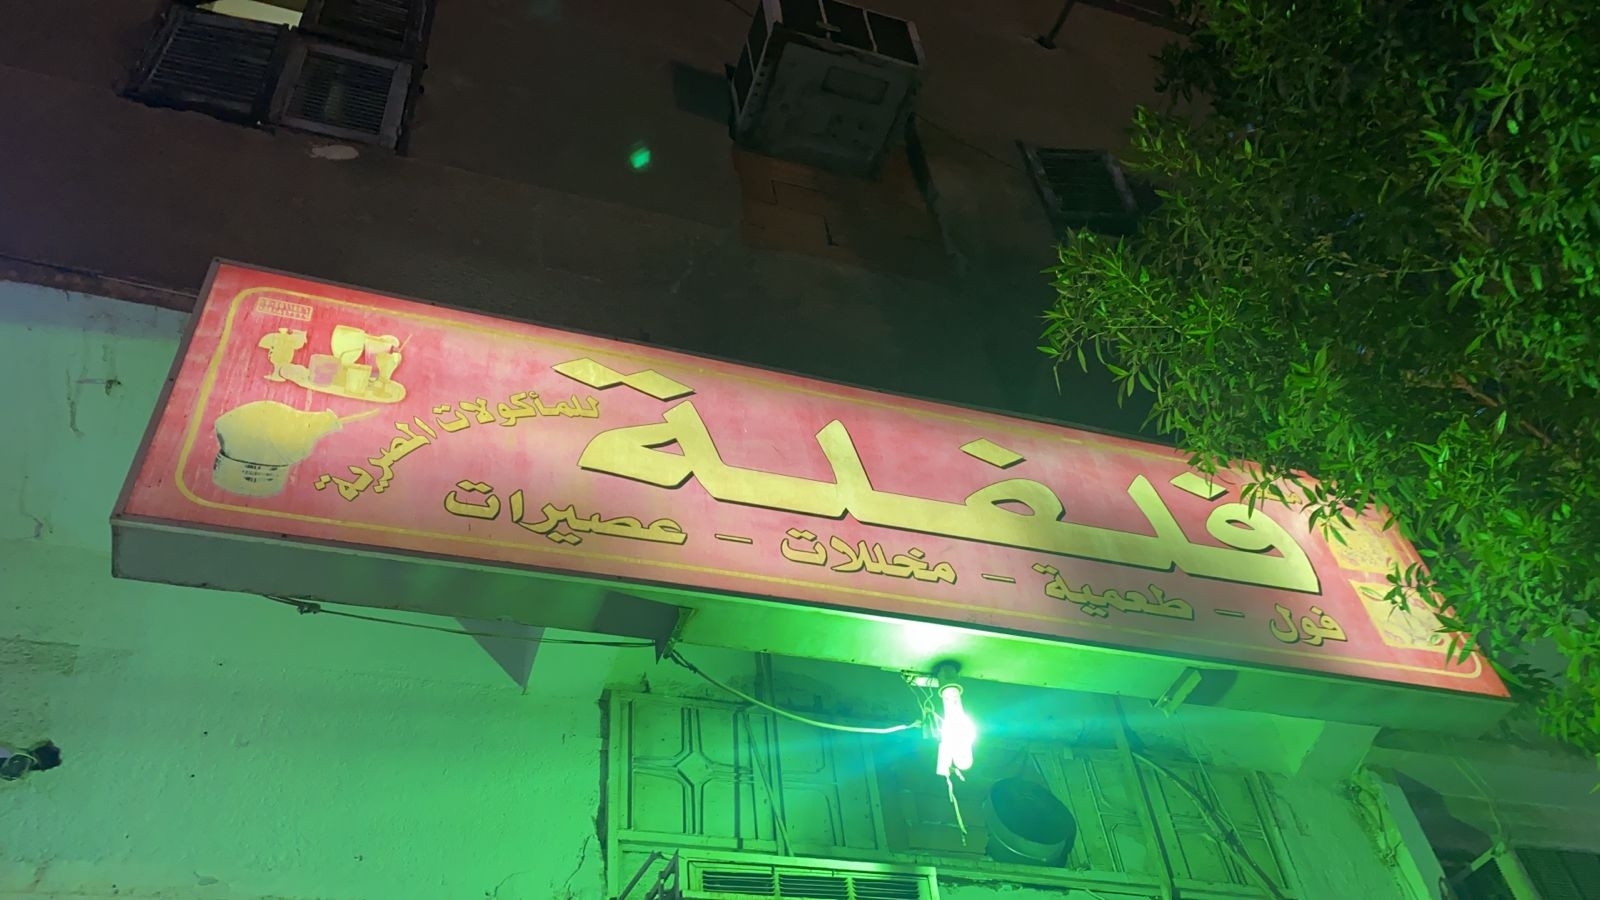 فلفلة
للمأكولات المصرية
فول - طعمية - مخللات - عصيرات